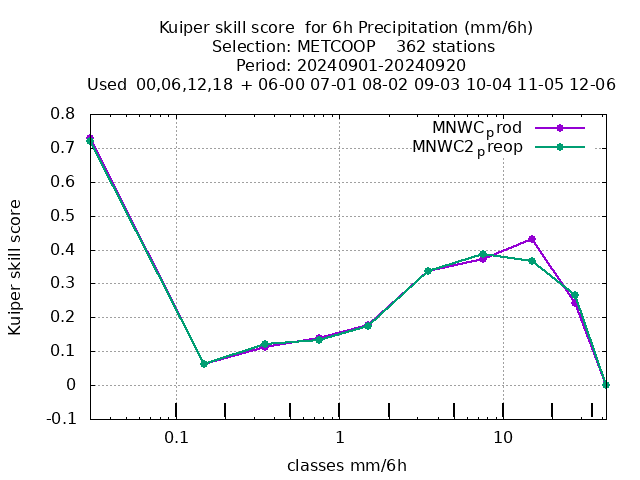 Kuiper skill score  for 6h Precipitation (mm/6h)
Selection: METCOOP    362 stations
Period: 20240901-20240920
Used  00,06,12,18  + 06-00 07-01 08-02 09-03 10-04 11-05 12-06
MNWCprod
MNWC2preop
0.8
0.7
0.6
0.5
0.4
0.3
0.2
0.1
0
-0.1
Kuiper skill score
0.1 1 10
classes mm/6h